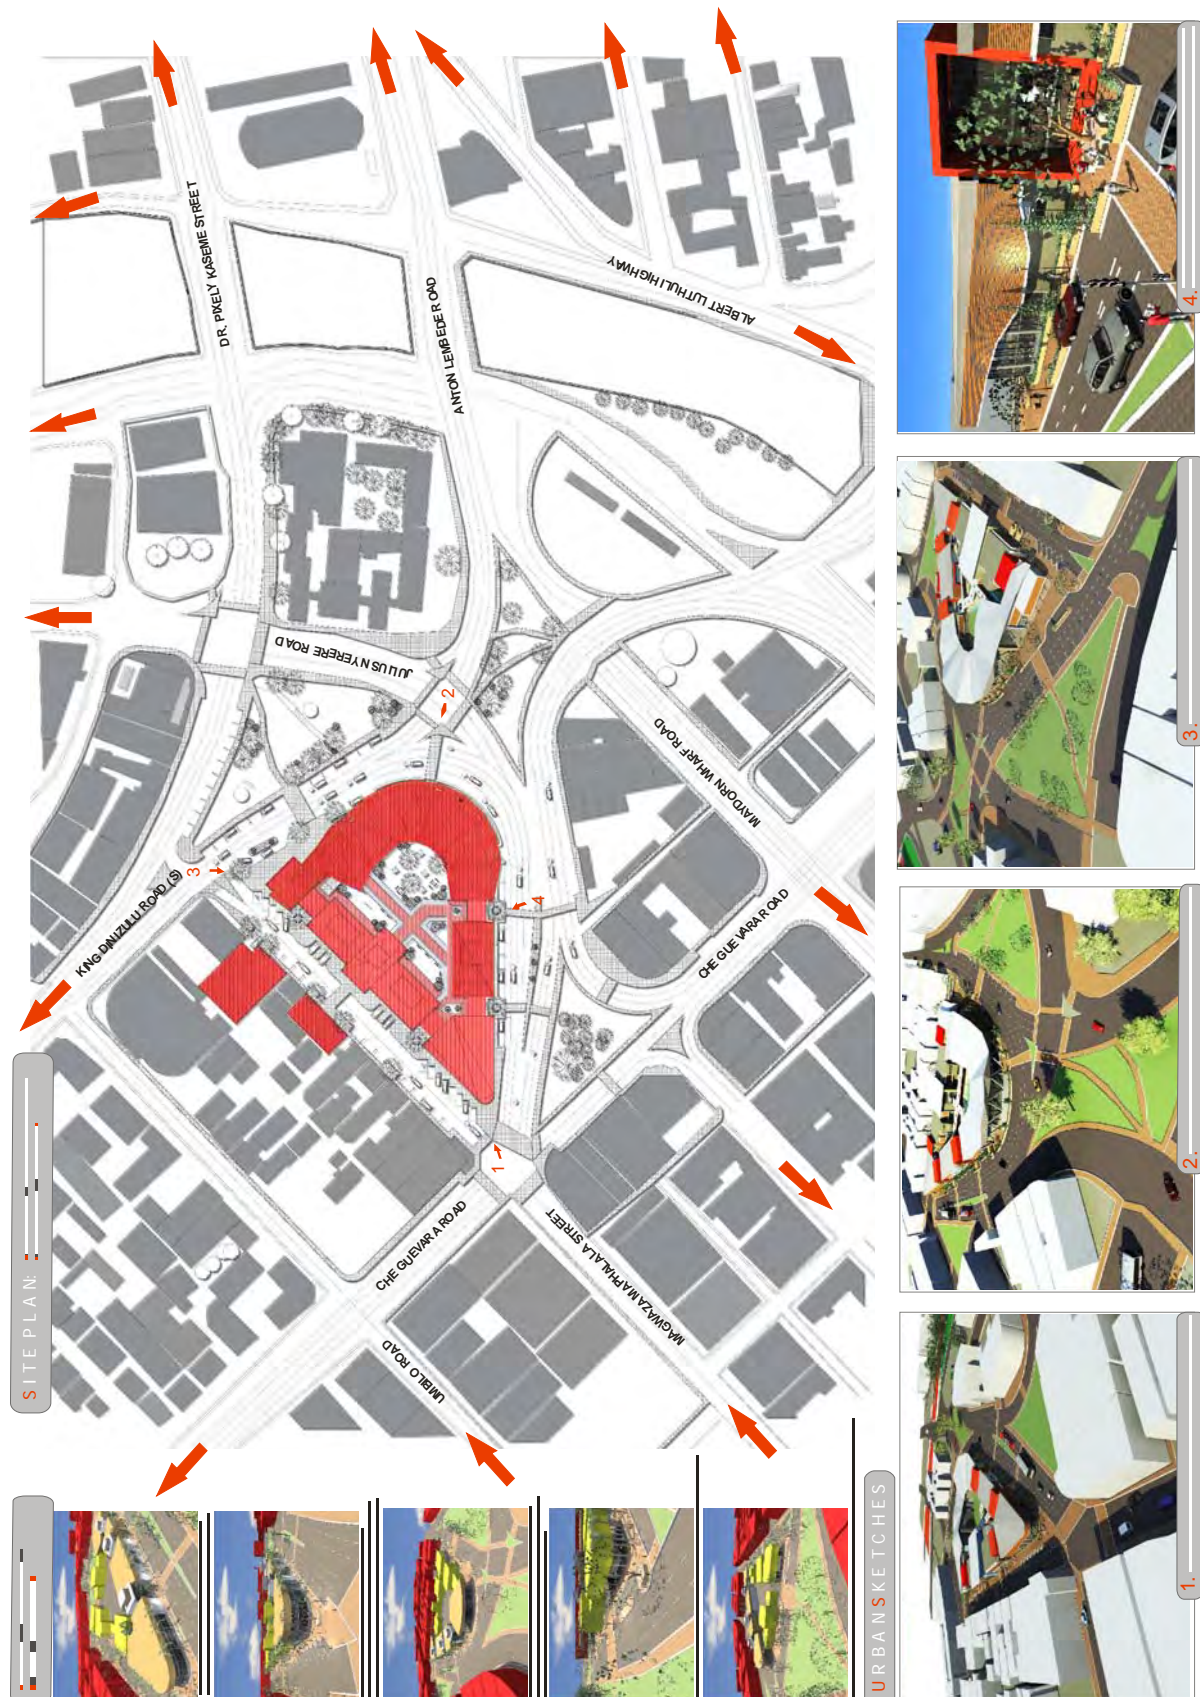 SITE PLAN:
DR. PIXELY KASEME STREET
ANTON LEMBEDE ROAD
ALBERT LUTHULI HIGHWAY
JULIUS NYERERE ROAD
KING DINIZULU ROAD (S)
MAYDORN WHARF ROAD
CHE GUEVARA ROAD
CHE GUEVARA ROAD
MAGWAZA MAPHALALA STREET
UMBILO ROAD
1
2
3
4
URBAN SKETCHES
1.
2.
3.
4.